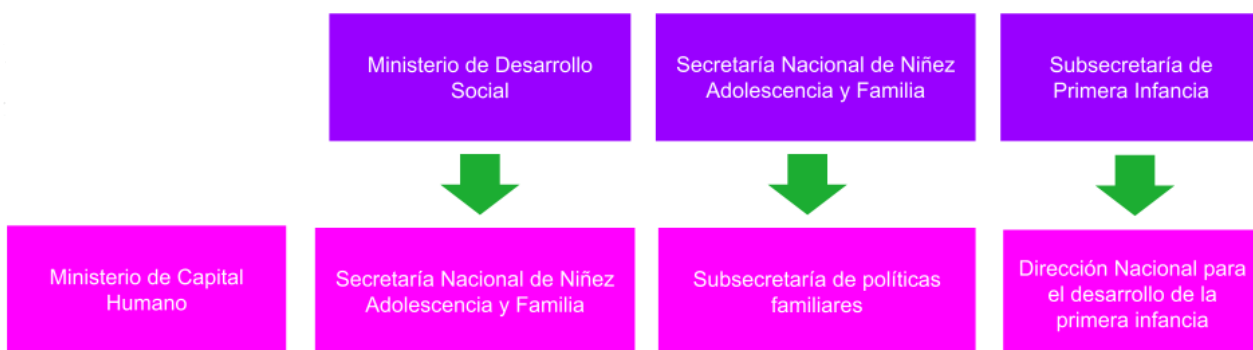 Ministerio de Desarrollo
Social
Secretaría Nacional de Niñez
Adolescencia y Familia
Subsecretaría de
Primera Infancia
Ministerio de Capital
Humano
Secretaría Nacional de Niñez
Adolescencia y Familia
Subsecretaría de políticas
familiares
Dirección Nacional para
el desarrollo de la
primera infancia